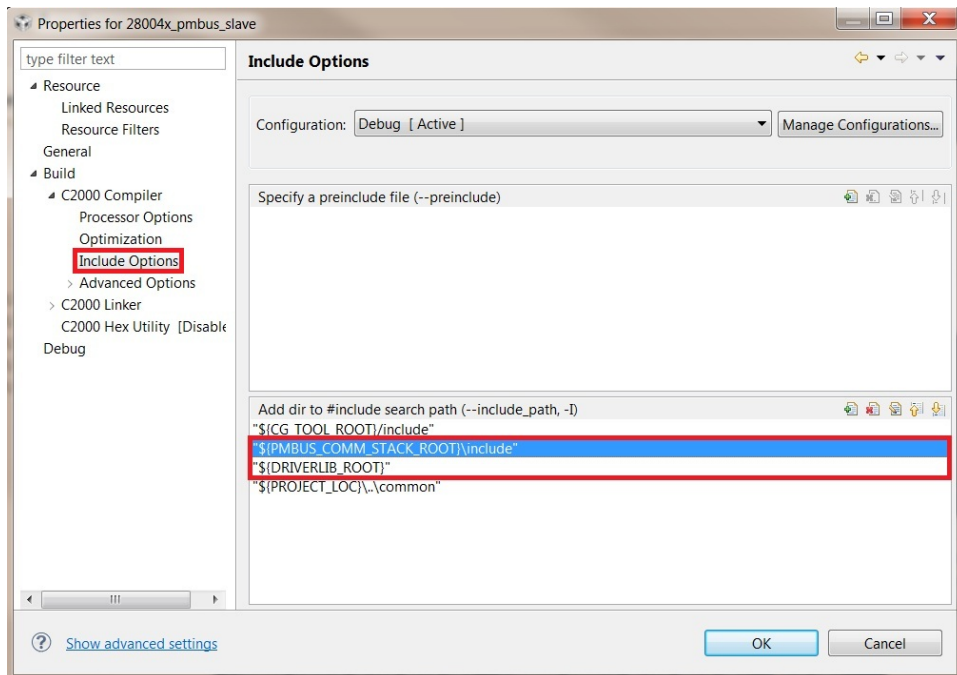 Properties for 28004x_pmbus_slave
type filter text
Resource
Linked Resources
Resource Filters
General
Build
C2000 Compiler
Processor Options
Optimization
Include Options
Advanced Options
C2000 Linker
C2000 Hex Utility [Disable
Debug
Include Options
Configuration:
Debug [ Active ]
Manage Configurations...
Specify a preinclude file (--preinclude)
Add dir to #include search path (--include_path, -I)
"${CG_TOOL_ROOT}/include"
"${PMBUS_COMM_STACK_ROOT}\include"
"${DRIVERLIB_ROOT}"
"${PROJECT_LOC}\..\common"
Show advanced settings
OK
Cancel